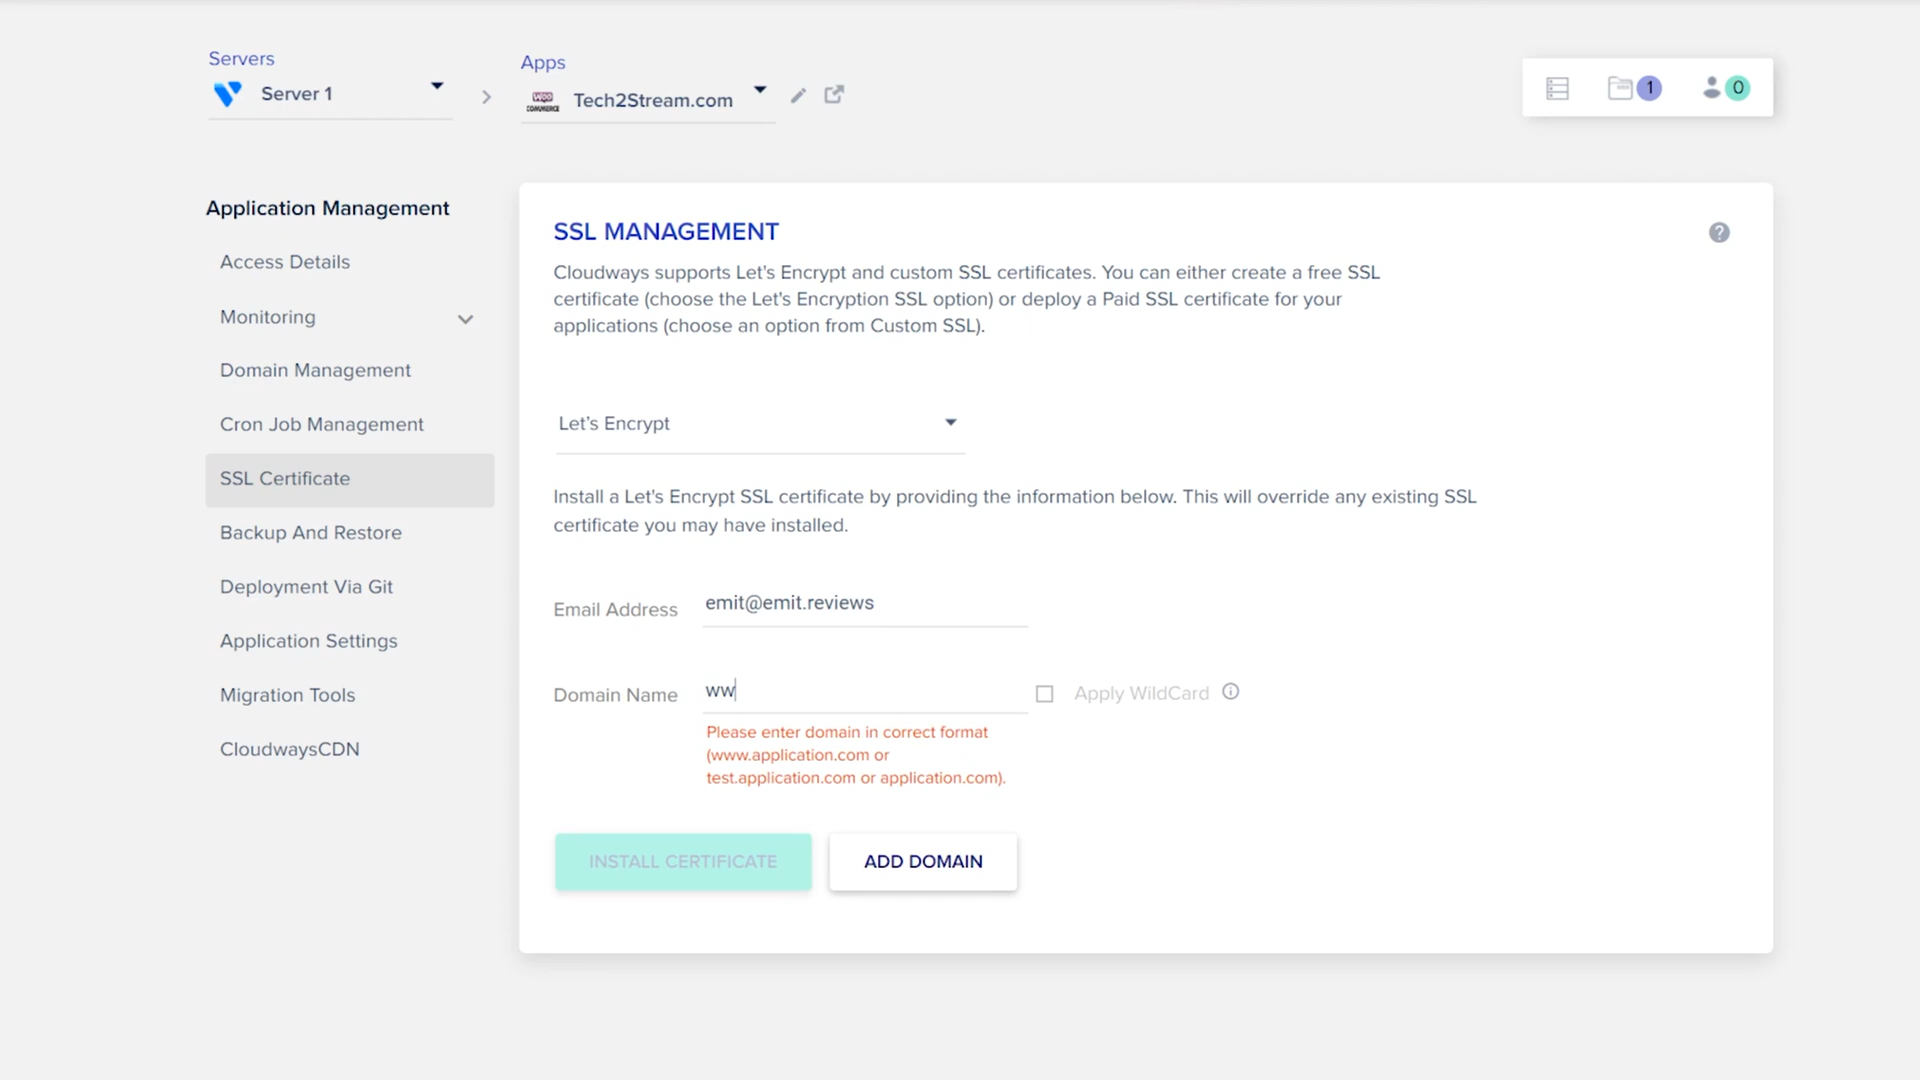 Servers
Server 1
Apps
WOO
COMMERCE
Tech2Stream.com
1
0
Application Management
Access Details
Monitoring
Domain Management
Cron Job Management
SSL Certificate
Backup And Restore
Deployment Via Git
Application Settings
Migration Tools
CloudwaysCDN
SSL MANAGEMENT
?
Cloudways supports Let's Encrypt and custom SSL certificates. You can either create a free SSL
certificate (choose the Let's Encryption SSL option) or deploy a Paid SSL certificate for your
applications (choose an option from Custom SSL).
Let's Encrypt
Install a Let's Encrypt SSL certificate by providing the information below. This will override any existing SSL
certificate you may have installed.
Email Address
emit@emit.reviews
Domain Name
ww
Apply WildCard
Please enter domain in correct format
(www.application.com or
test.application.com or application.com).
INSTALL CERTIFICATE
ADD DOMAIN